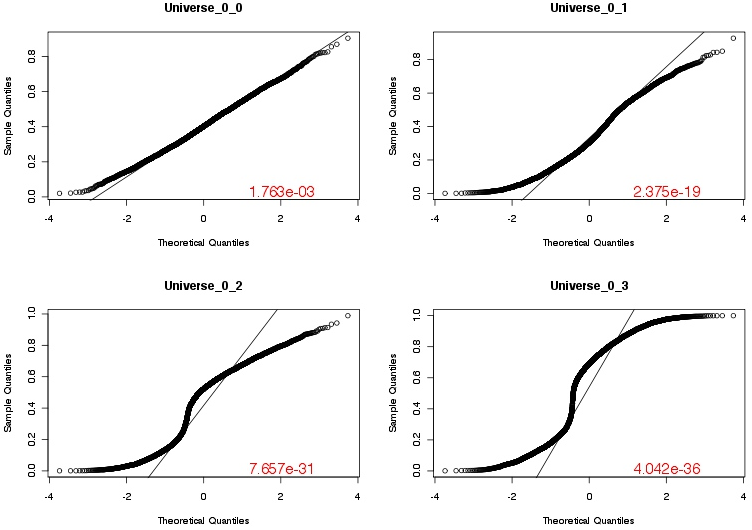 Universe_0_0
Sample Quantiles
0.0 0.2 0.4 0.6 0.8
1.763e-03
-4 -2 0 2 4
Theoretical Quantiles
Universe_0_1
Sample Quantiles
0.0 0.2 0.4 0.6 0.8
2.375e-19
-4 -2 0 2 4
Theoretical Quantiles
Universe_0_2
Sample Quantiles
0.0 0.2 0.4 0.6 0.8 1.0
7.657e-31
-4 -2 0 2 4
Theoretical Quantiles
Universe_0_3
Sample Quantiles
0.0 0.2 0.4 0.6 0.8 1.0
4.042e-36
-4 -2 0 2 4
Theoretical Quantiles